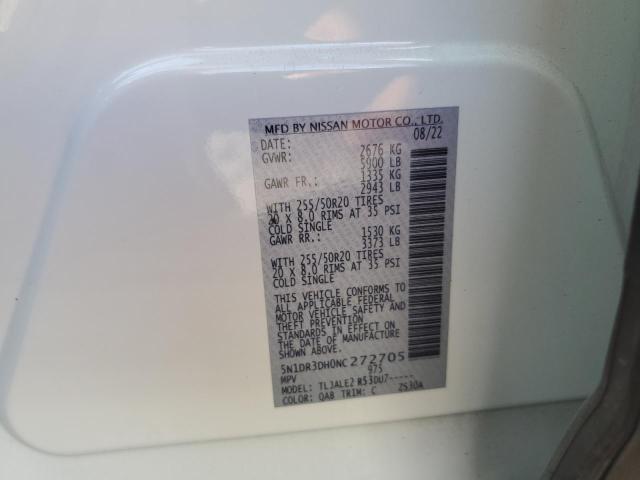 MFD BY NISSAN MOTOR CO., LTD.
DATE: 08/22
GVWR: 2676 KG
5900 LB
GAWR FR.: 1335 KG
2943 LB
WITH 255/50R20 TIRES
20 X 8.0 RIMS AT 35 PSI
COLD SINGLE
GAWR RR.: 1530 KG
3373 LB
WITH 255/50R20 TIRES
20 X 8.0 RIMS AT 35 PSI
COLD SINGLE
THIS VEHICLE CONFORMS TO
ALL APPLICABLE FEDERAL
MOTOR VEHICLE SAFETY AND
THEFT PREVENTION
STANDARDS IN EFFECT ON
THE DATE OF MANUFACTURE
SHOWN ABOVE.
5N1DR3DH0NC272705
MPV 975
MODEL: TLJALE2 R53DU7-----
COLOR: QAB TRIM: C ZS30A